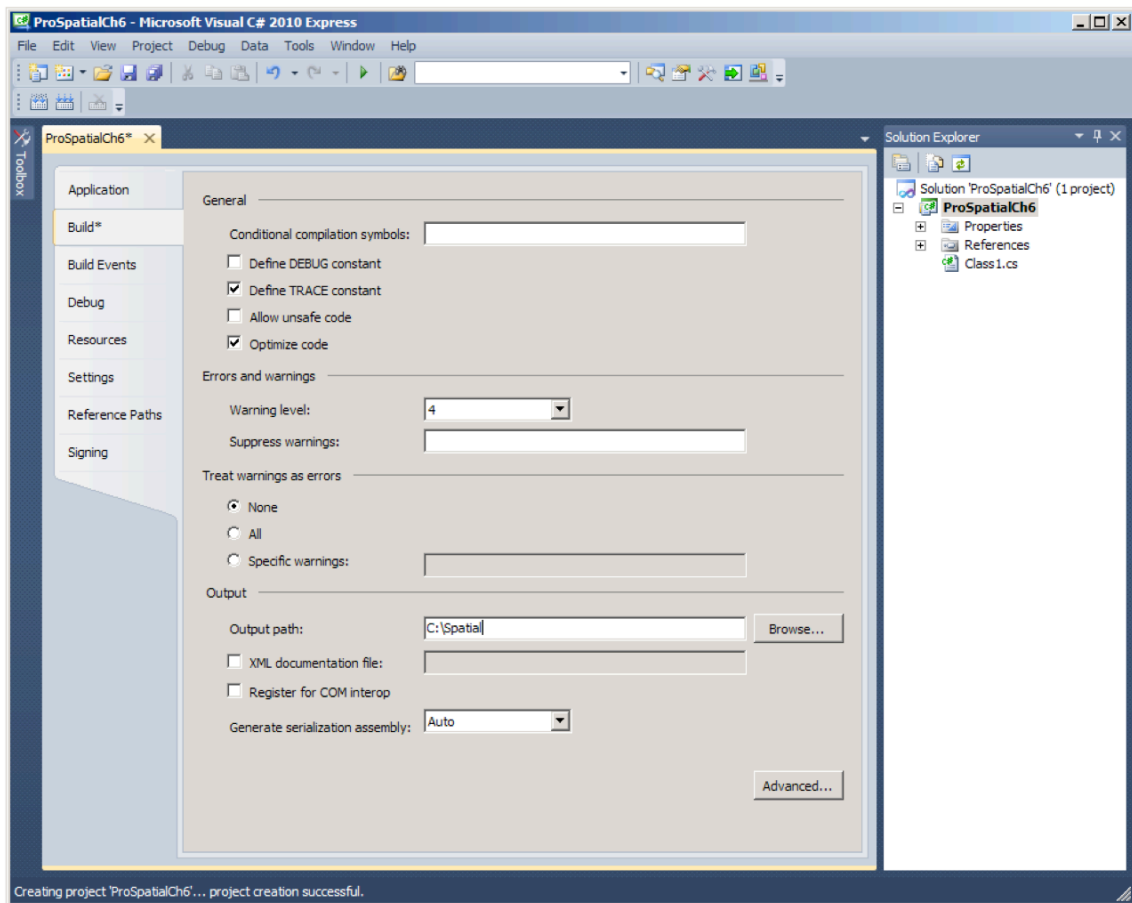 ProSpatialCh6 - Microsoft Visual C# 2010 Express
File Edit View Project Debug Data Tools Window Help
Toolbox
ProSpatialCh6*
Application
Build*
Build Events
Debug
Resources
Settings
Reference Paths
Signing
General
Conditional compilation symbols:
Define DEBUG constant
Define TRACE constant
Allow unsafe code
Optimize code
Errors and warnings
Warning level: 4
Suppress warnings:
Treat warnings as errors
None
All
Specific warnings:
Output
Output path: C:\Spatial Browse...
XML documentation file:
Register for COM interop
Generate serialization assembly: Auto
Advanced...
Solution Explorer
Solution 'ProSpatialCh6' (1 project)
ProSpatialCh6
Properties
References
Class1.cs
Creating project 'ProSpatialCh6'... project creation successful.